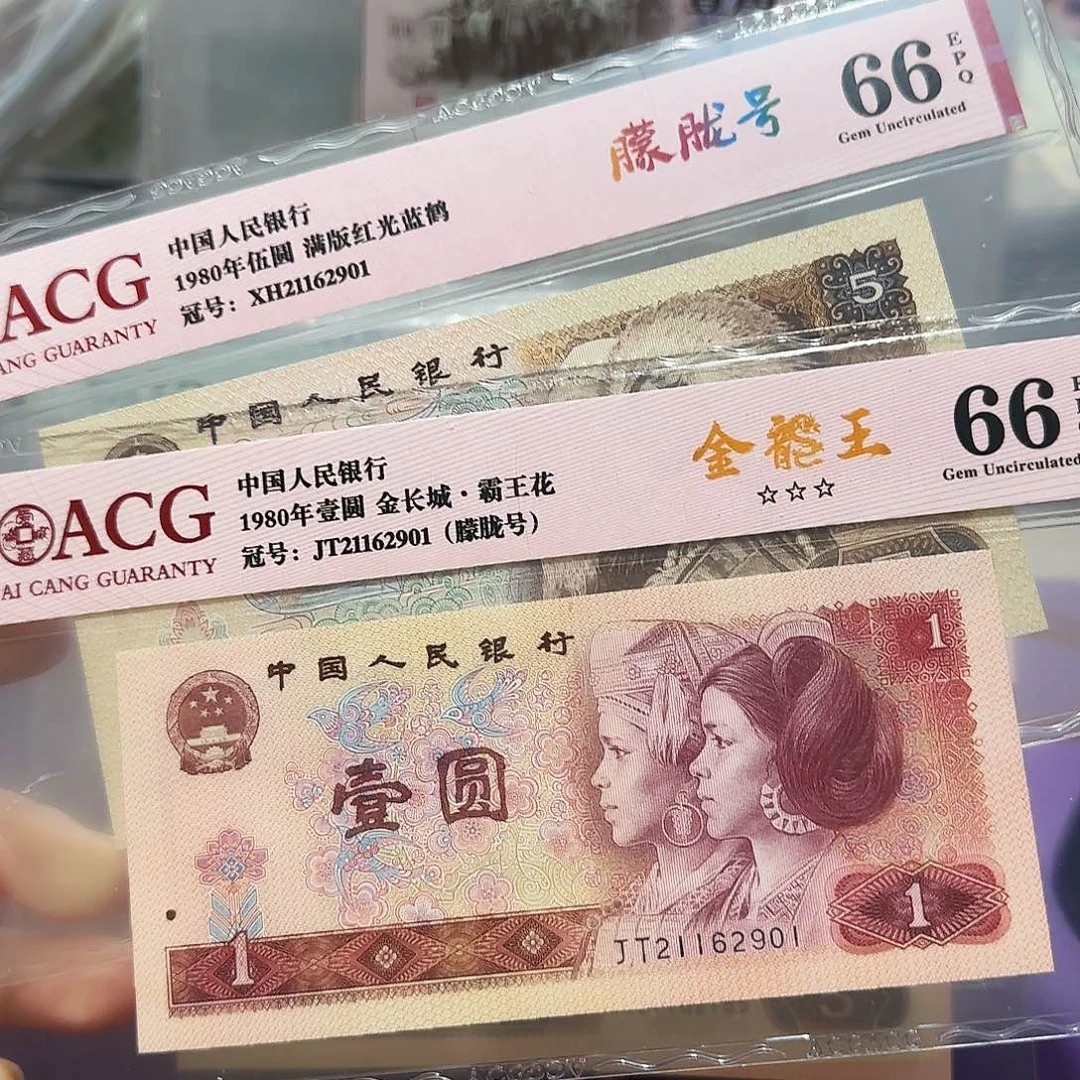 ACG
ANG GUARANTY
中国人民银行
1980年伍圆 满版红光蓝鹤
冠号：XH21162901
朦胧号
66
EPQ
Gem Uncirculated
5
中国人民银行
ACG
AI CANG GUARANTY
中国人民银行
1980年壹圆 金长城·霸王花
冠号：JT21162901（朦胧号）
金龍王
☆☆☆
66
Gem Uncirculated
中国人民银行
1
壹圆
1
1
JT21162901